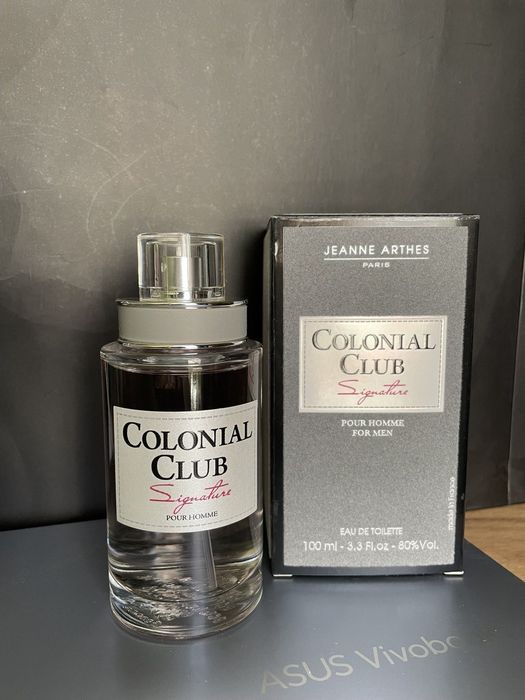 COLONIAL
CLUB
Signature
POUR HOMME
JEANNE ARTHES
PARIS
COLONIAL
CLUB
Signature
POUR HOMME
FOR MEN
made in France
EAU DE TOILETTE
100 ml - 3.3 Fl.oz - 80%Vol.
ASUS Vivobo